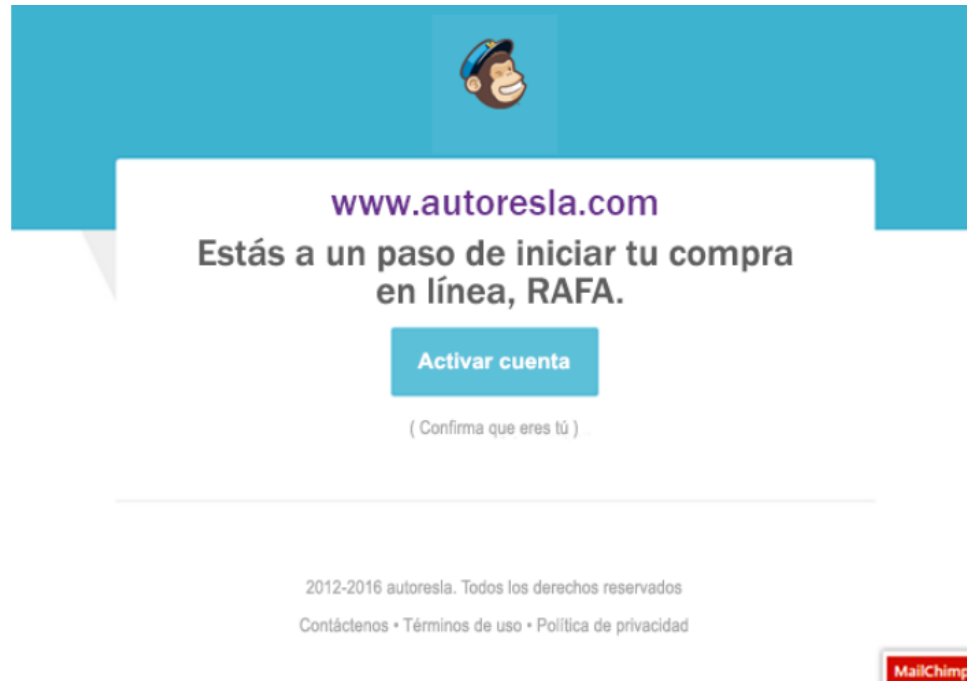 www.autoresla.com
Estás a un paso de iniciar tu compra
en línea, RAFA.
Activar cuenta
( Confirma que eres tú )
2012-2016 autoresla. Todos los derechos reservados
Contáctenos • Términos de uso • Política de privacidad
MailChimp